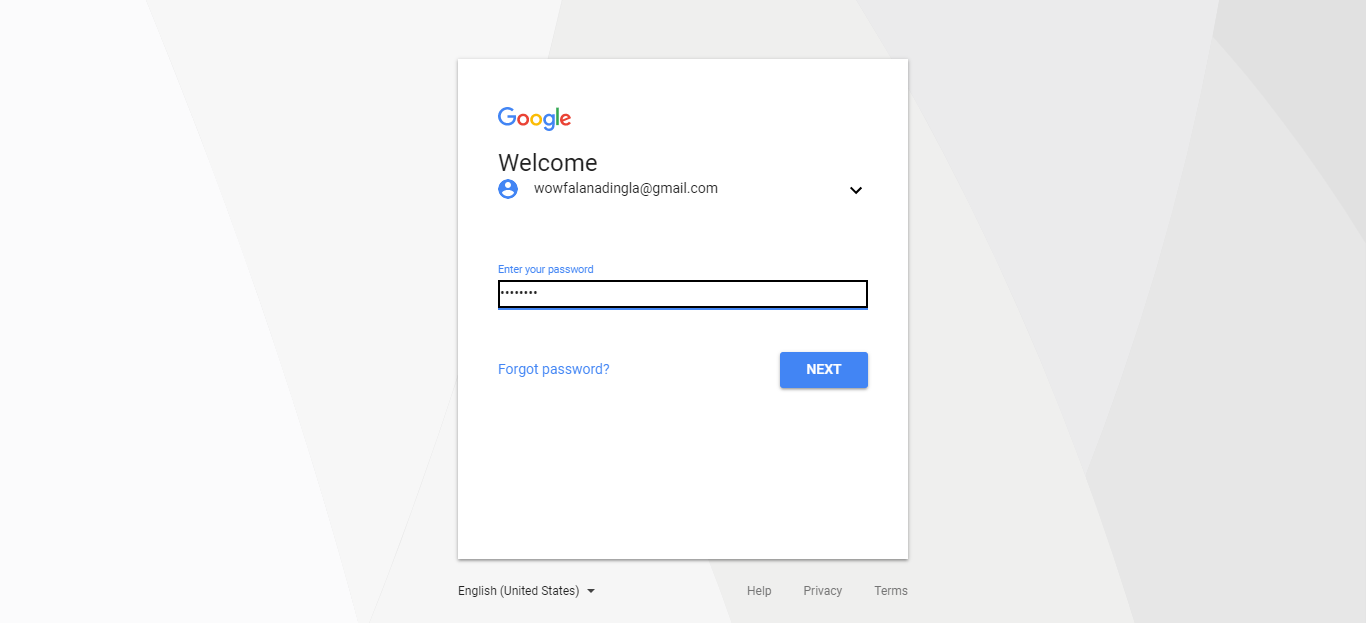 Google
Welcome
wowfalanadingla@gmail.com
Enter your password
••••••••
Forgot password?
NEXT
English (United States)
Help Privacy Terms